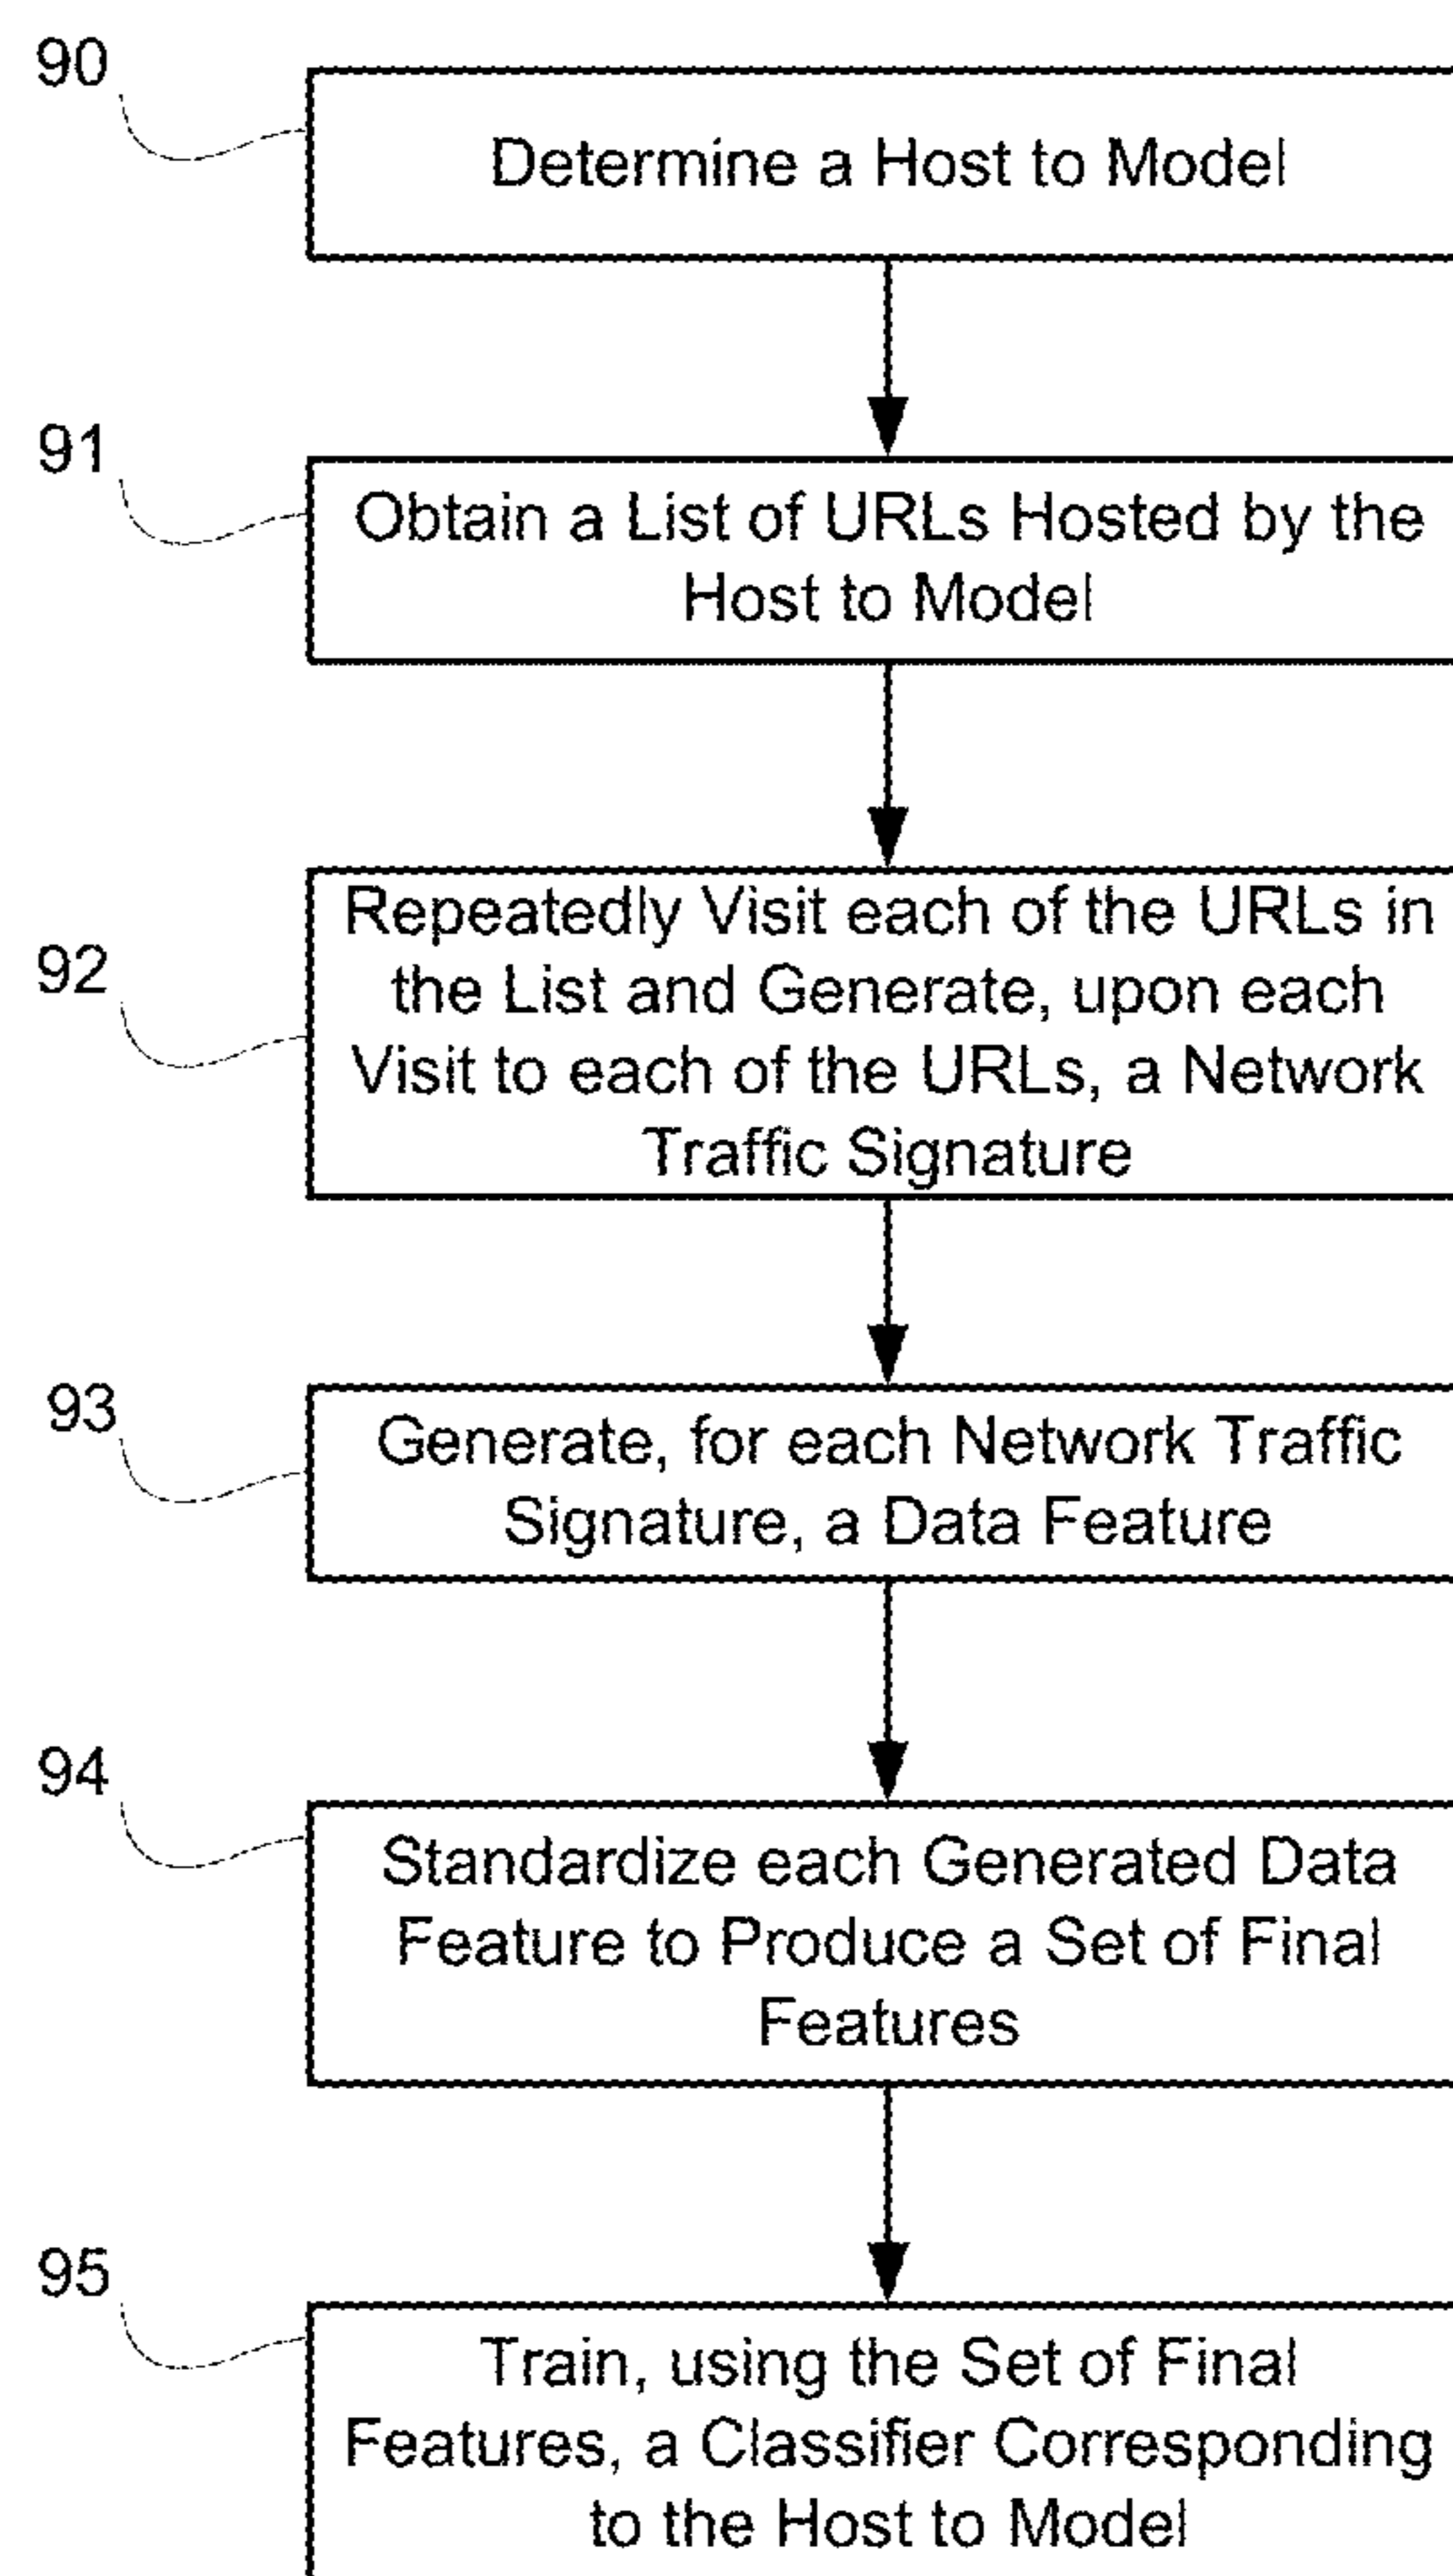 90
Determine a Host to Model
91
Obtain a List of URLs Hosted by the
Host to Model
92
Repeatedly Visit each of the URLs in
the List and Generate, upon each
Visit to each of the URLs, a Network
Traffic Signature
93
Generate, for each Network Traffic
Signature, a Data Feature
94
Standardize each Generated Data
Feature to Produce a Set of Final
Features
95
Train, using the Set of Final
Features, a Classifier Corresponding
to the Host to Model